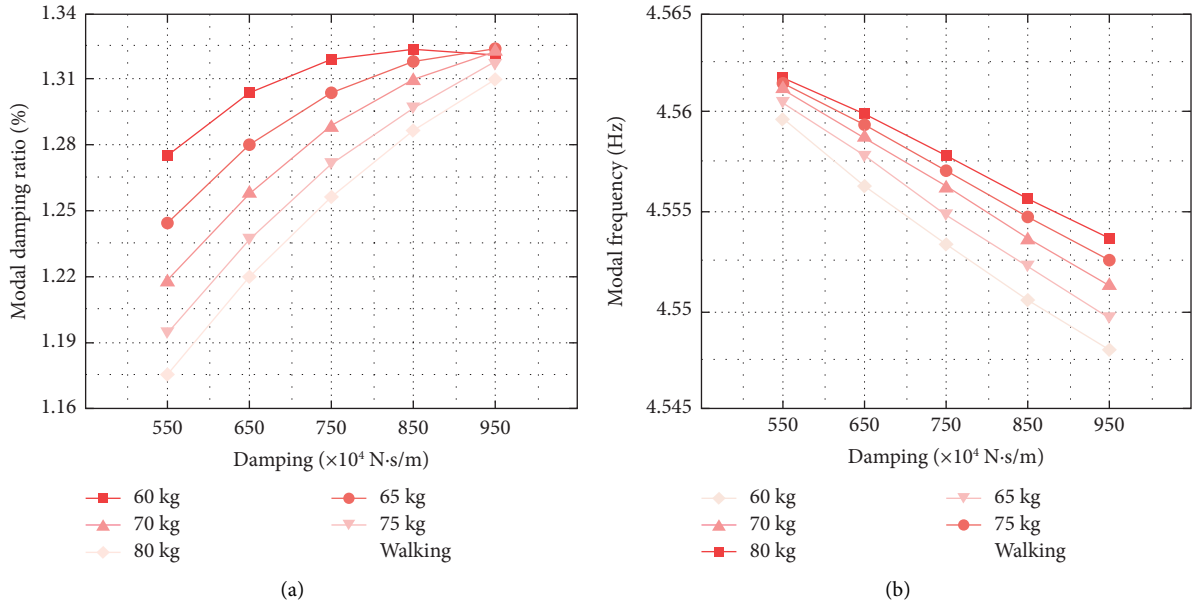 Modal damping ratio (%)
1.34
1.31
1.28
1.25
1.22
1.19
1.16
550 650 750 850 950
Damping (×10⁴ N·s/m)
60 kg 65 kg
70 kg 75 kg
80 kg Walking
(a)
Modal frequency (Hz)
4.565
4.56
4.555
4.55
4.545
550 650 750 850 950
Damping (×10⁴ N·s/m)
60 kg 65 kg
70 kg 75 kg
80 kg Walking
(b)